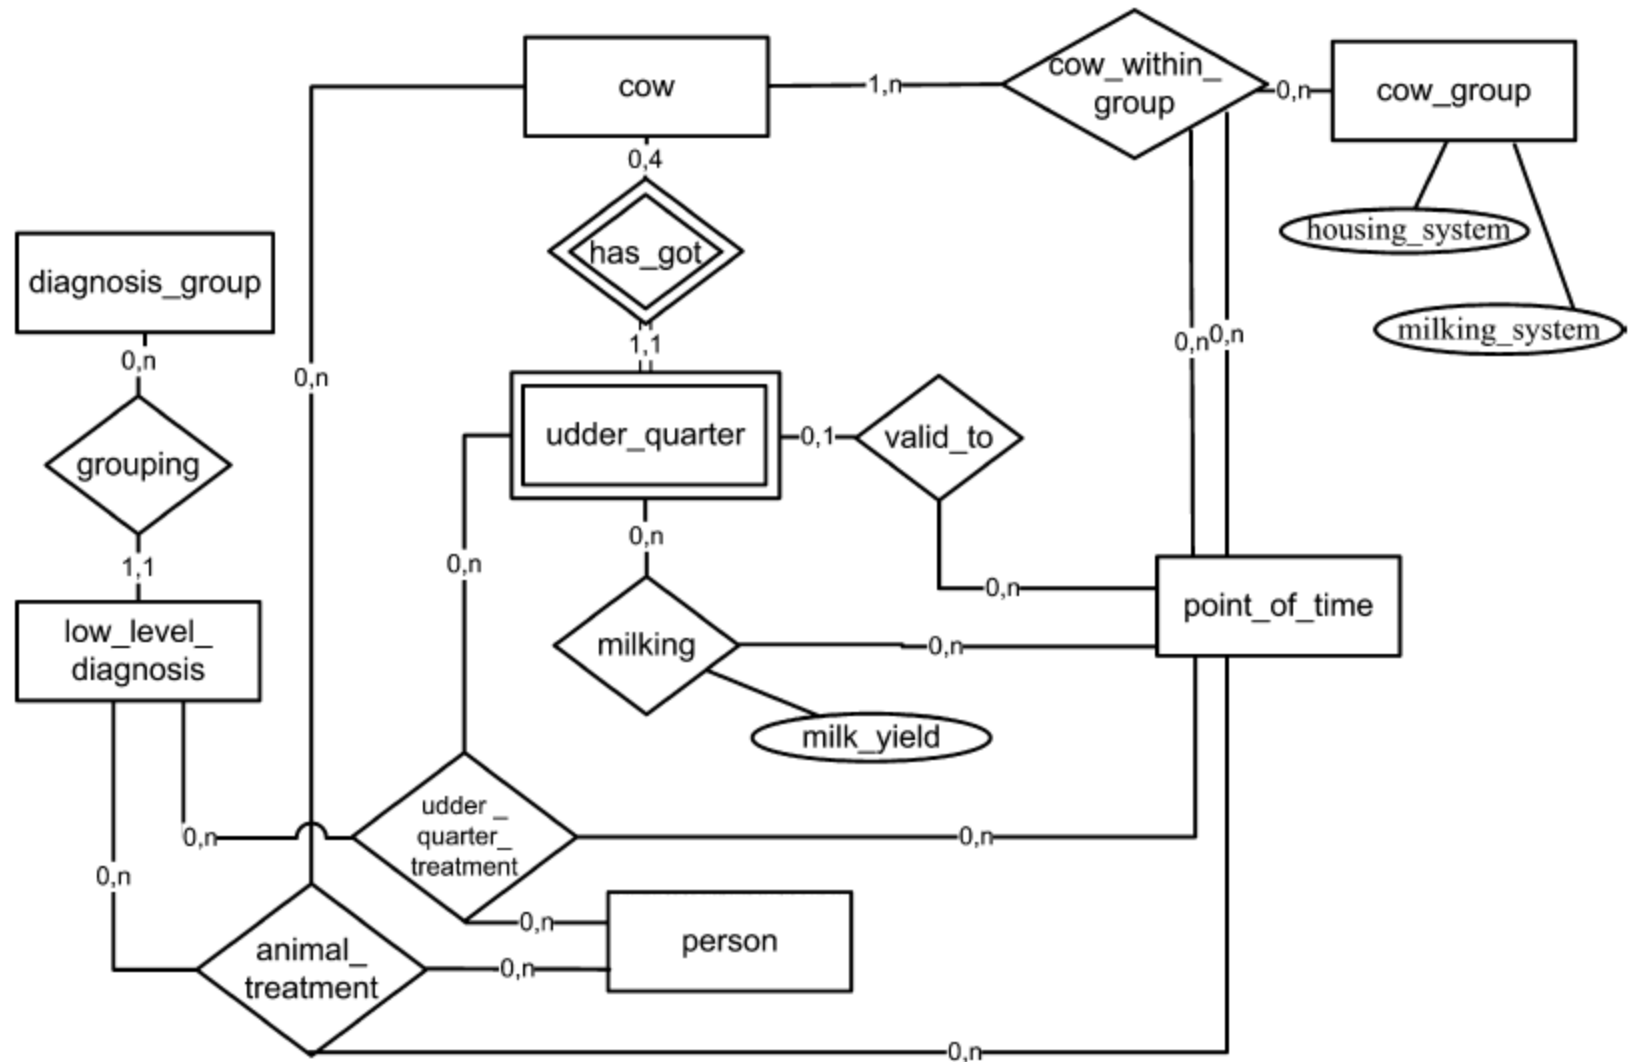 cow
1,n
cow_within_
group
0,n
cow_group
0,4
has_got
housing_system
diagnosis_group
1,1
0,n
0,n
milking_system
0,n
0,n
grouping
udder_quarter
0,1
valid_to
0,n
0,n
1,1
0,n
point_of_time
low_level_
diagnosis
milking
0,n
milk_yield
udder_
quarter_
treatment
0,n
0,n
0,n
0,n
person
animal_
treatment
0,n
0,n